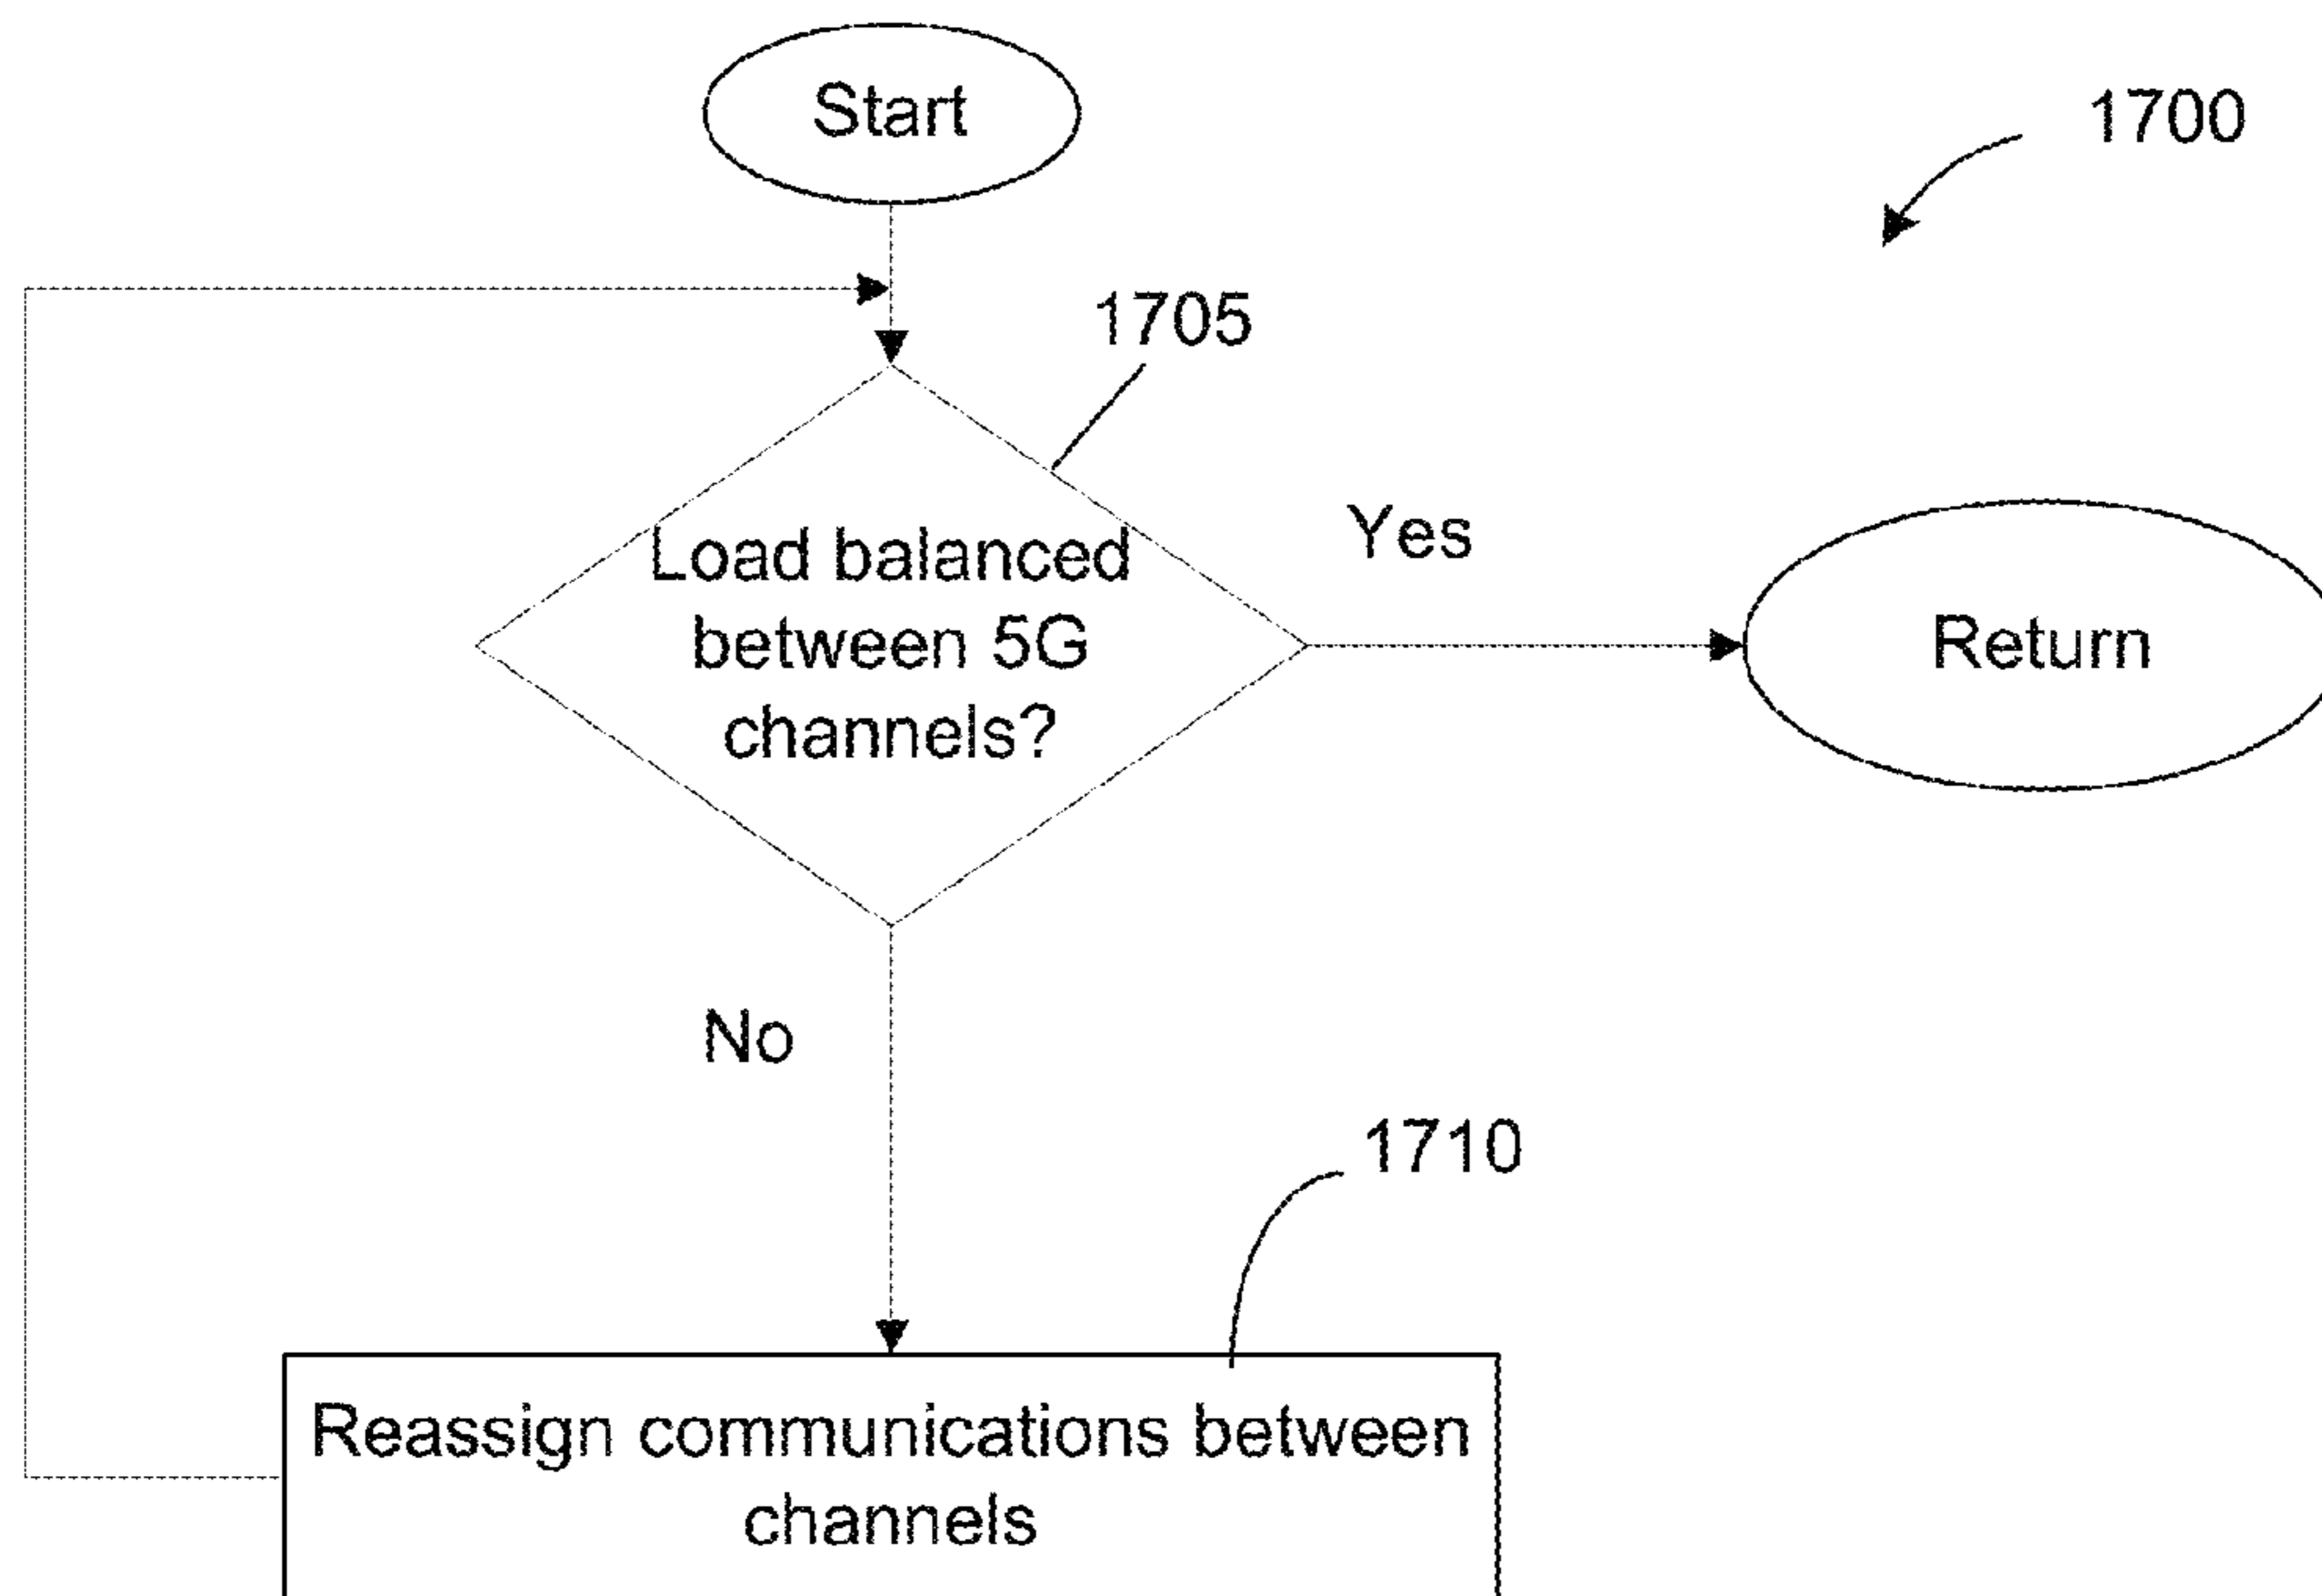 Start
1700
1705
Load balanced
between 5G
channels?
Yes
Return
No
1710
Reassign communications between
channels